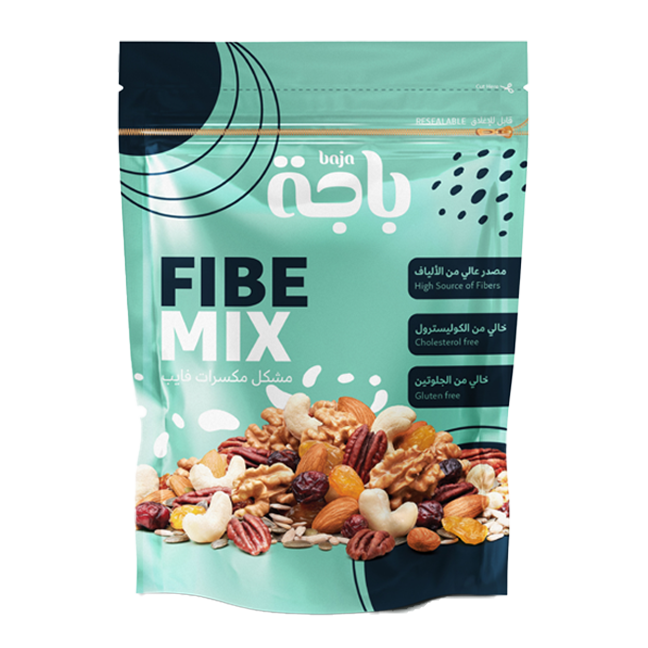 RESEALABLE قابل للإغلاق
baja
باجة
FIBE
MIX
مشكل مكسرات فايب
مصدر عالي من الألياف
High Source of Fibers
خالي من الكوليسترول
Cholesterol free
خالي من الجلوتين
Gluten free